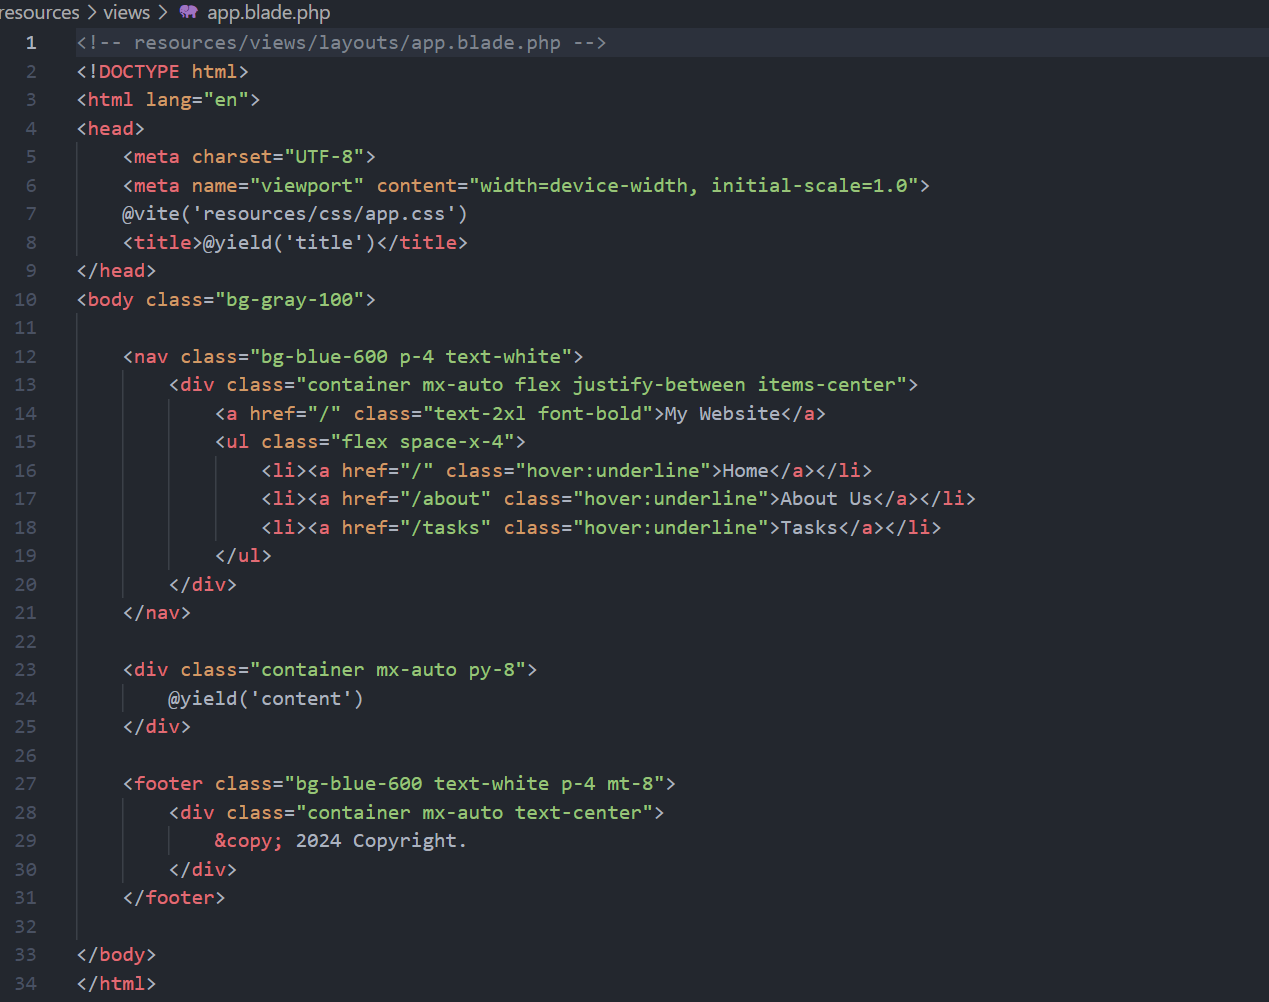 resources > views > app.blade.php
1 <!-- resources/views/layouts/app.blade.php -->
2 <!DOCTYPE html>
3 <html lang="en">
4 <head>
5     <meta charset="UTF-8">
6     <meta name="viewport" content="width=device-width, initial-scale=1.0">
7     @vite('resources/css/app.css')
8     <title>@yield('title')</title>
9 </head>
10 <body class="bg-gray-100">
11
12     <nav class="bg-blue-600 p-4 text-white">
13         <div class="container mx-auto flex justify-between items-center">
14             <a href="/" class="text-2xl font-bold">My Website</a>
15             <ul class="flex space-x-4">
16                 <li><a href="/" class="hover:underline">Home</a></li>
17                 <li><a href="/about" class="hover:underline">About Us</a></li>
18                 <li><a href="/tasks" class="hover:underline">Tasks</a></li>
19             </ul>
20         </div>
21     </nav>
22
23     <div class="container mx-auto py-8">
24         @yield('content')
25     </div>
26
27     <footer class="bg-blue-600 text-white p-4 mt-8">
28         <div class="container mx-auto text-center">
29             &copy; 2024 Copyright.
30         </div>
31     </footer>
32
33 </body>
34 </html>